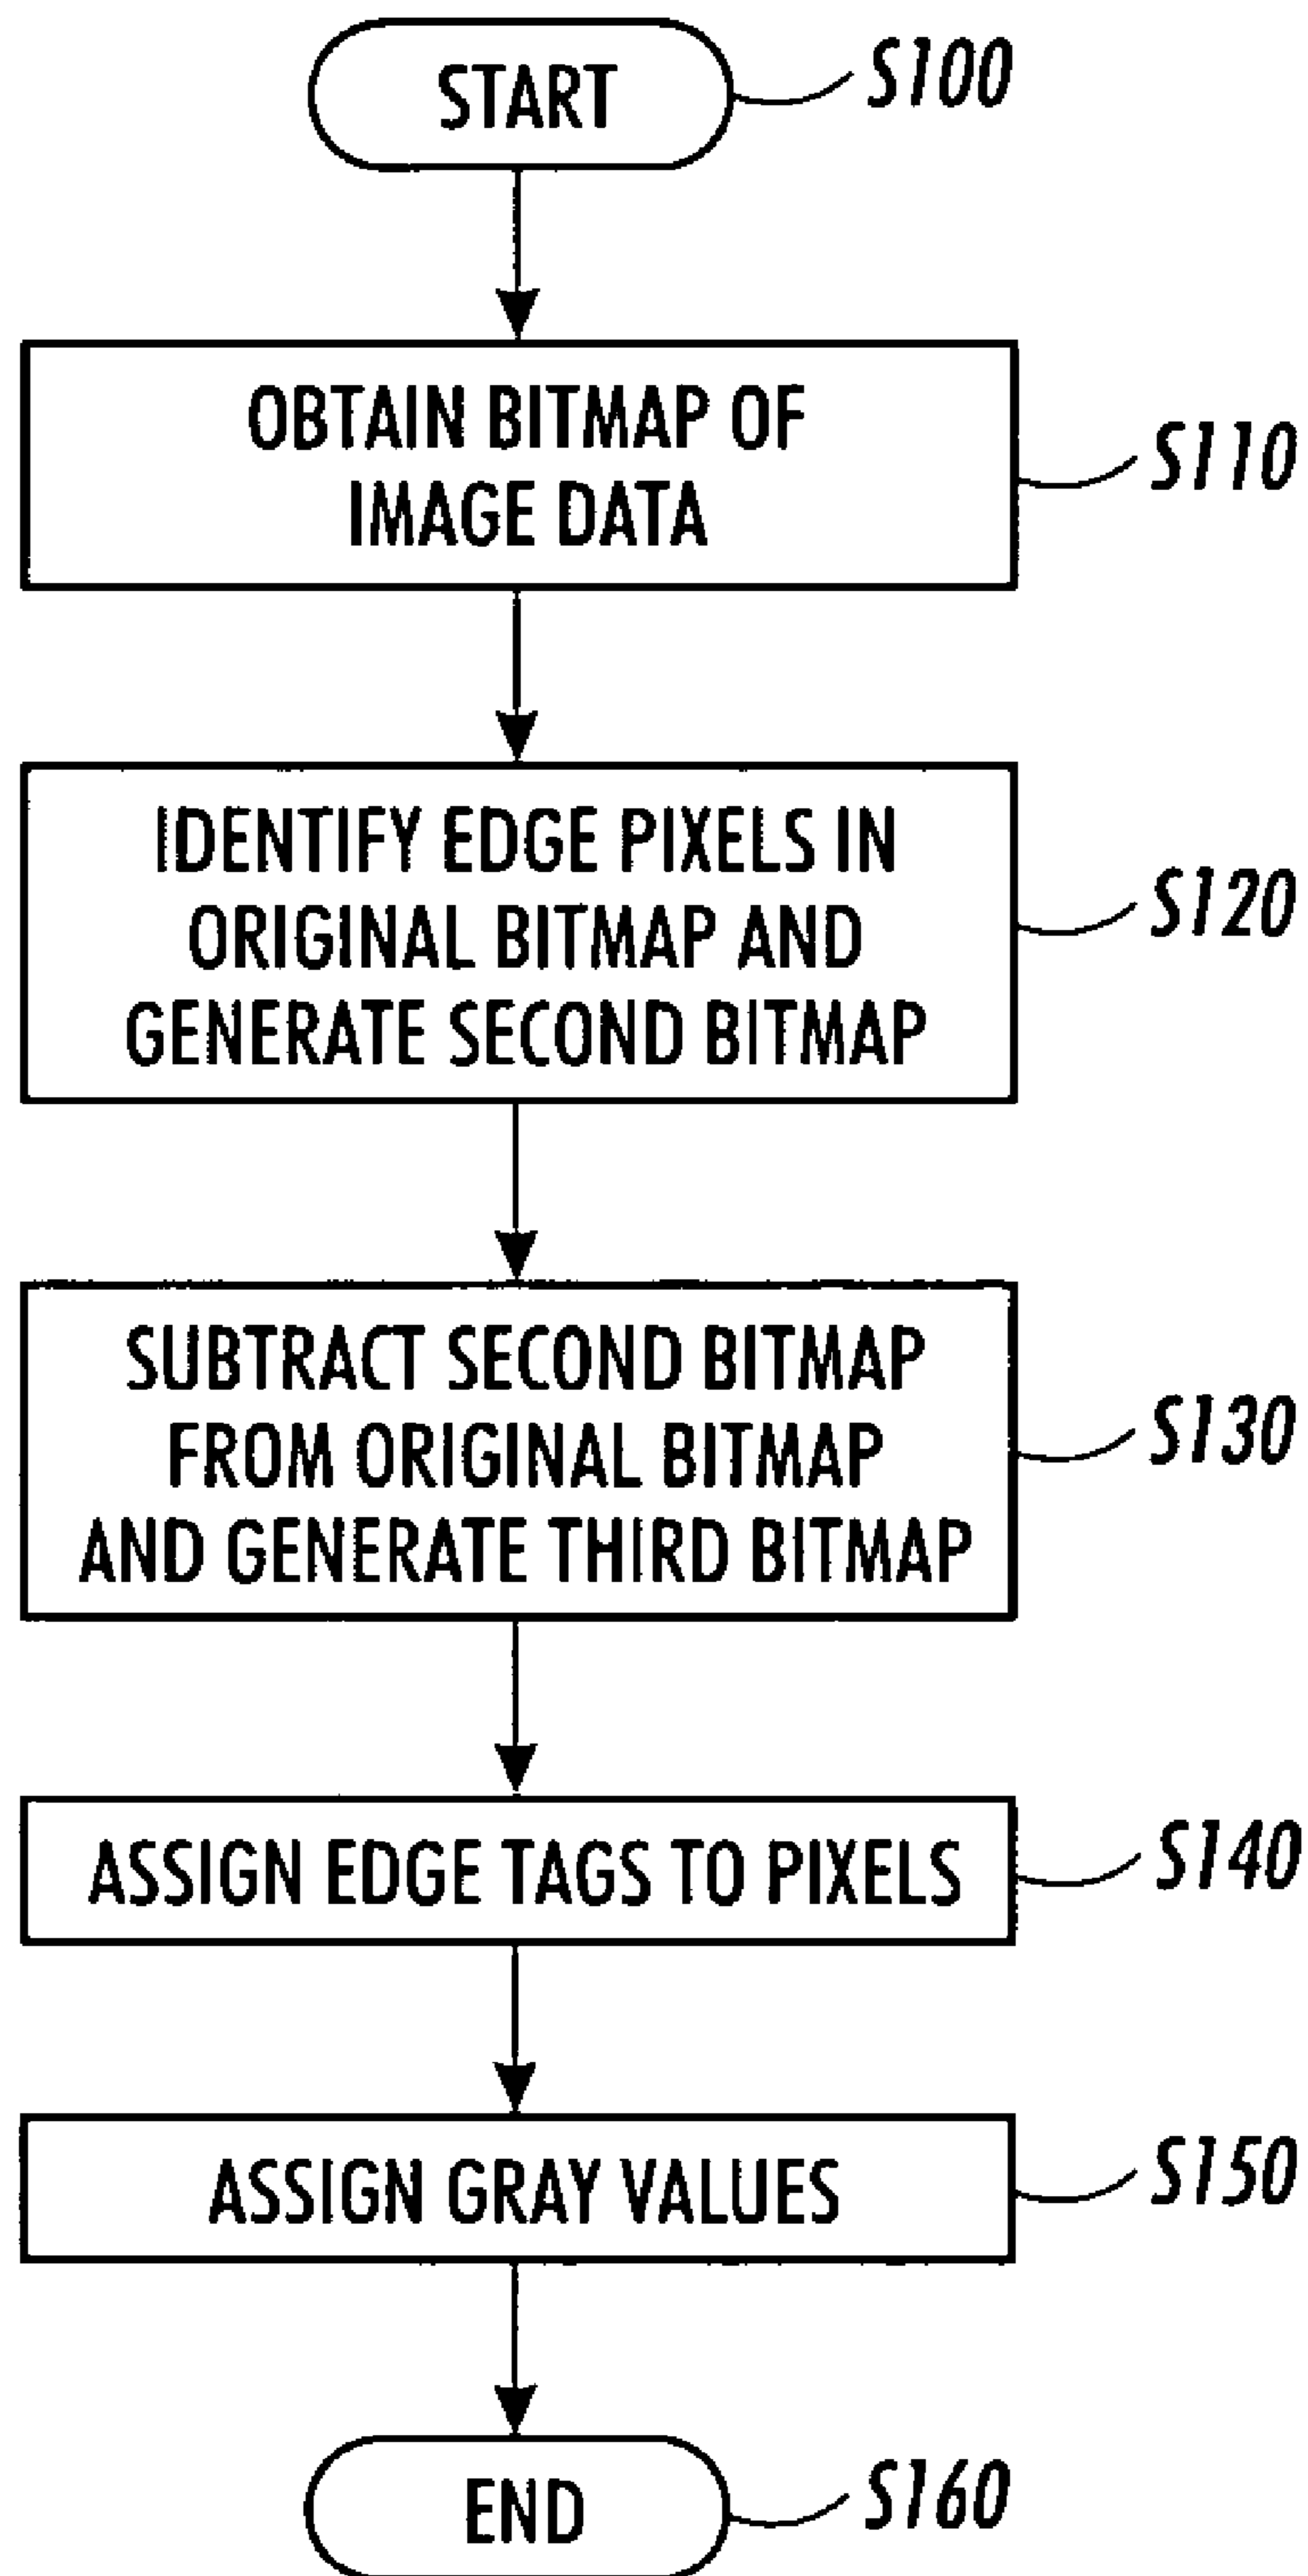 START
S100
OBTAIN BITMAP OF
IMAGE DATA
S110
IDENTIFY EDGE PIXELS IN
ORIGINAL BITMAP AND
GENERATE SECOND BITMAP
S120
SUBTRACT SECOND BITMAP
FROM ORIGINAL BITMAP
AND GENERATE THIRD BITMAP
S130
ASSIGN EDGE TAGS TO PIXELS
S140
ASSIGN GRAY VALUES
S150
END
S160